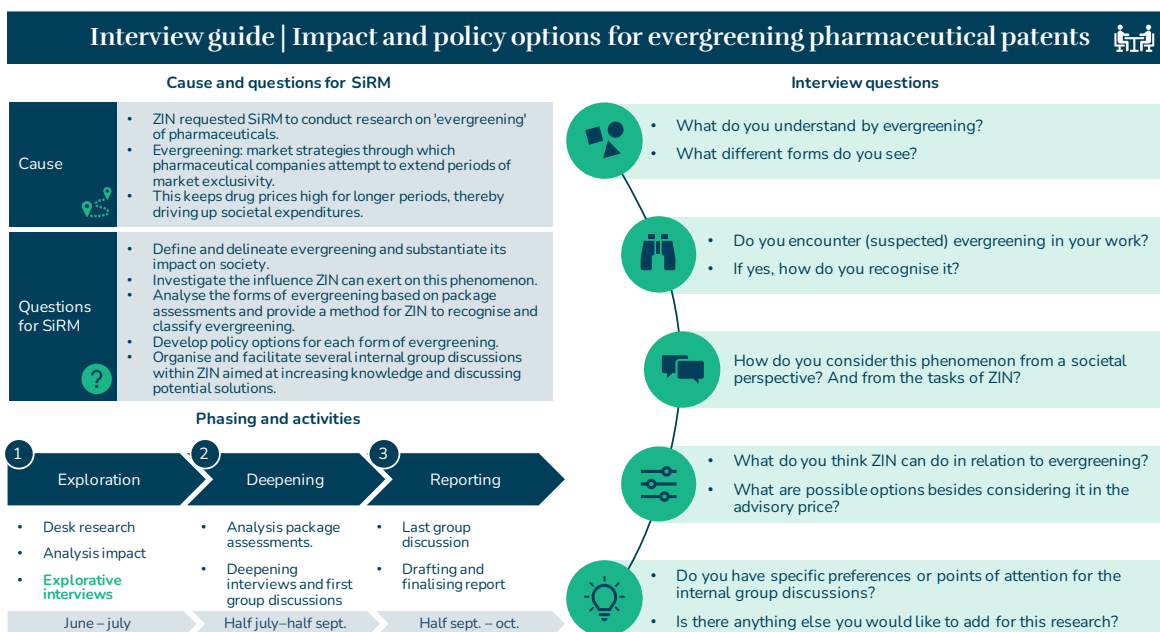 Interview guide | Impact and policy options for evergreening pharmaceutical patents
Cause and questions for SiRM
Cause
• ZIN requested SiRM to conduct research on 'evergreening'
of pharmaceuticals.
• Evergreening: market strategies through which
pharmaceutical companies attempt to extend periods of
market exclusivity.
• This keeps drug prices high for longer periods, thereby
driving up societal expenditures.
Questions
for SiRM
?
• Define and delineate evergreening and substantiate its
impact on society.
• Investigate the influence ZIN can exert on this phenomenon.
• Analyse the forms of evergreening based on package
assessments and provide a method for ZIN to recognise and
classify evergreening.
• Develop policy options for each form of evergreening.
• Organise and facilitate several internal group discussions
within ZIN aimed at increasing knowledge and discussing
potential solutions.
Phasing and activities
1
Exploration
• Desk research
• Analysis impact
• Explorative
interviews
June – july
2
Deepening
• Analysis package
assessments.
• Deepening
interviews and first
group discussions
Half july–half sept.
3
Reporting
• Last group
discussion
• Drafting and
finalising report
Half sept. – oct.
Interview questions
• What do you understand by evergreening?
• What different forms do you see?
• Do you encounter (suspected) evergreening in your work?
• If yes, how do you recognise it?
How do you consider this phenomenon from a societal
perspective? And from the tasks of ZIN?
• What do you think ZIN can do in relation to evergreening?
• What are possible options besides considering it in the
advisory price?
• Do you have specific preferences or points of attention for the
internal group discussions?
• Is there anything else you would like to add for this research?